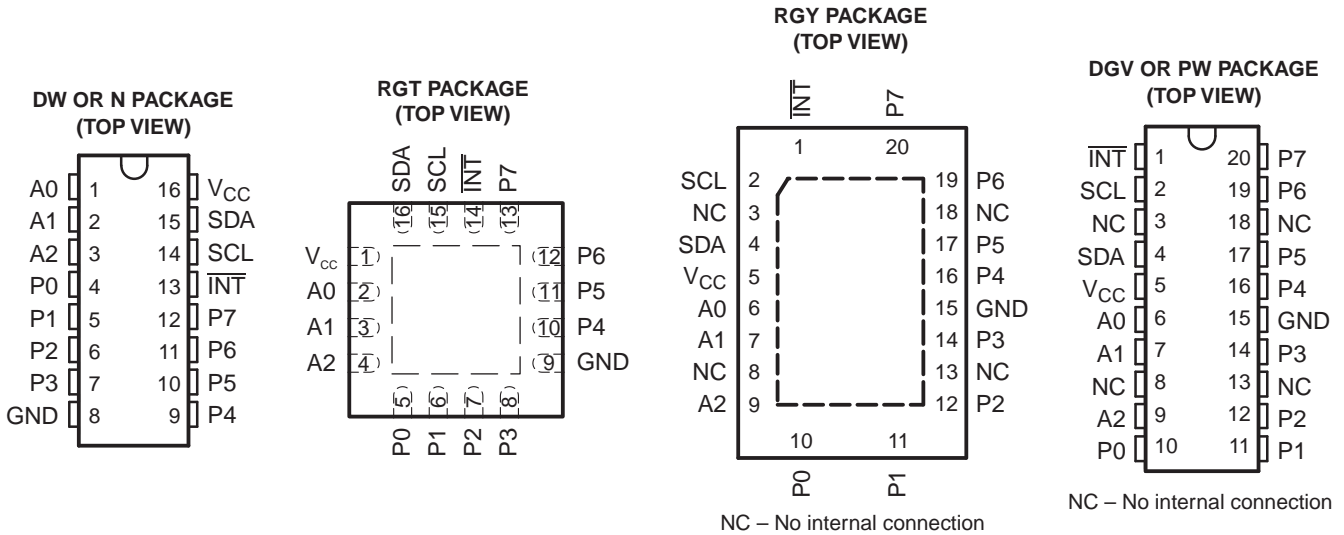 DW OR N PACKAGE
(TOP VIEW)
A0 1 16 VCC
A1 2 15 SDA
A2 3 14 SCL
P0 4 13 INT
P1 5 12 P7
P2 6 11 P6
P3 7 10 P5
GND 8 9 P4
RGT PACKAGE
(TOP VIEW)
SDA SCL INT P7
16 15 14 13
VCC 1 12 P6
A0 2 11 P5
A1 3 10 P4
A2 4 9 GND
5 6 7 8
P0 P1 P2 P3
RGY PACKAGE
(TOP VIEW)
INT P7
1 20
SCL 2 19 P6
NC 3 18 NC
SDA 4 17 P5
VCC 5 16 P4
A0 6 15 GND
A1 7 14 P3
NC 8 13 NC
A2 9 12 P2
10 11
P0 P1
NC – No internal connection
DGV OR PW PACKAGE
(TOP VIEW)
INT 1 20 P7
SCL 2 19 P6
NC 3 18 NC
SDA 4 17 P5
VCC 5 16 P4
A0 6 15 GND
A1 7 14 P3
NC 8 13 NC
A2 9 12 P2
P0 10 11 P1
NC – No internal connection